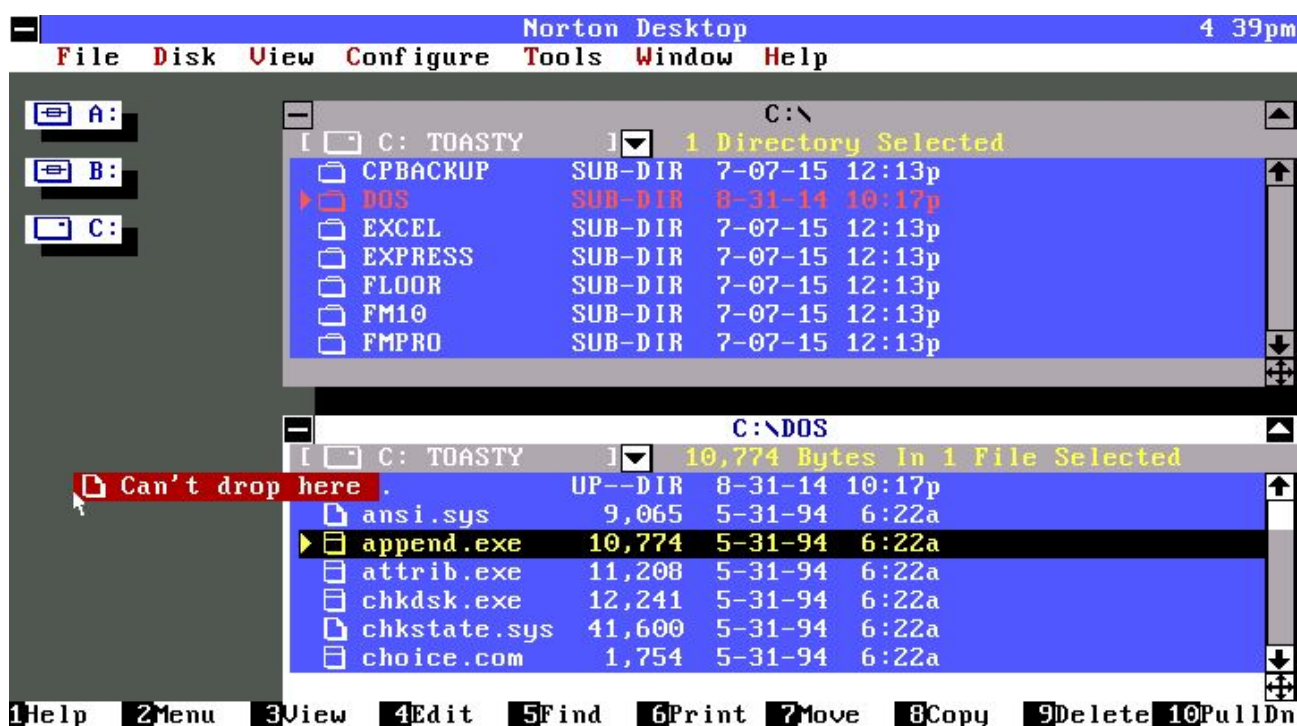 Norton Desktop 4 39pm
File Disk View Configure Tools Window Help
A:
B:
C:
C:\
[ C: TOASTY ] 1 Directory Selected
CPBACKUP SUB-DIR 7-07-15 12:13p
DOS SUB-DIR 8-31-14 10:17p
EXCEL SUB-DIR 7-07-15 12:13p
EXPRESS SUB-DIR 7-07-15 12:13p
FLOOR SUB-DIR 7-07-15 12:13p
FM10 SUB-DIR 7-07-15 12:13p
FMPRO SUB-DIR 7-07-15 12:13p
C:\DOS
[ C: TOASTY ] 10,774 Bytes In 1 File Selected
Can't drop here . UP--DIR 8-31-14 10:17p
ansi.sys 9,065 5-31-94 6:22a
append.exe 10,774 5-31-94 6:22a
attrib.exe 11,208 5-31-94 6:22a
chkdsk.exe 12,241 5-31-94 6:22a
chkstate.sys 41,600 5-31-94 6:22a
choice.com 1,754 5-31-94 6:22a
1Help 2Menu 3View 4Edit 5Find 6Print 7Move 8Copy 9Delete 10PullDn